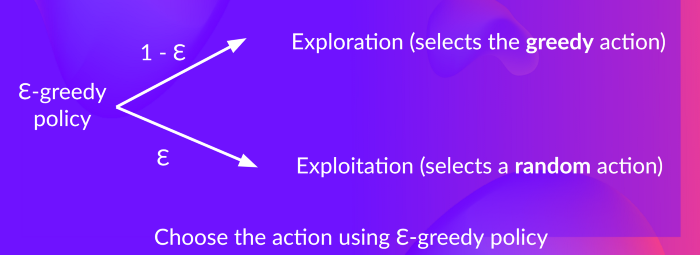 1 - Ɛ
Exploration (selects the greedy action)
Ɛ-greedy
policy
Ɛ
Exploitation (selects a random action)
Choose the action using Ɛ-greedy policy